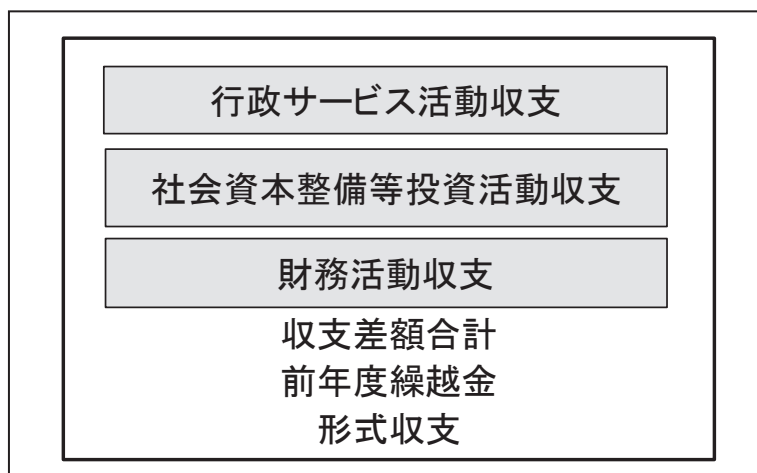 行政サービス活動収支
社会資本整備等投資活動収支
財務活動収支
収支差額合計
前年度繰越金
形式収支